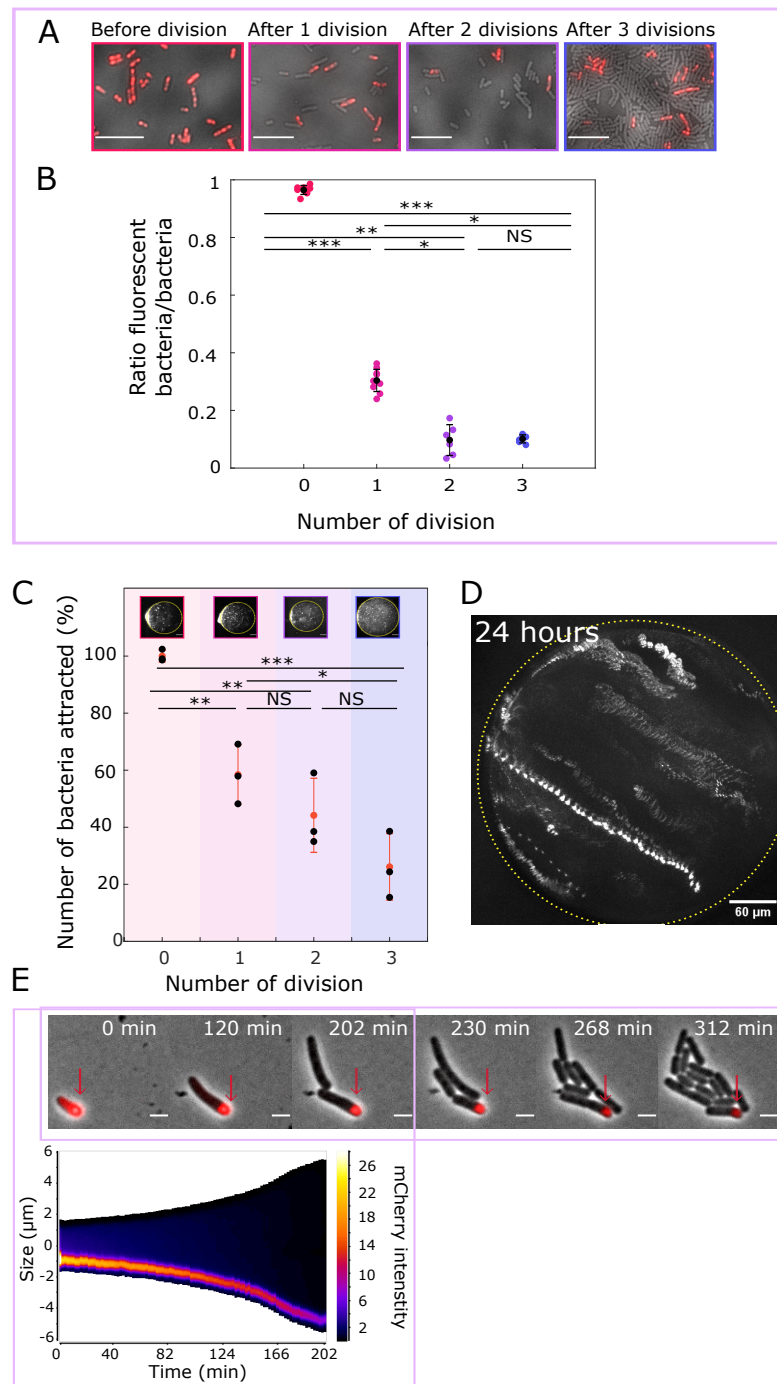 A
Before division
After 1 division
After 2 divisions
After 3 divisions
B
Ratio fluorescent
bacteria/bacteria
1
0.8
0.6
0.4
0.2
0
***
*
**
NS
***
*
0
1
2
3
Number of division
C
Number of bacteria attracted (%)
100
80
60
40
20
0
***
*
**
NS
NS
**
0
1
2
3
Number of division
D
24 hours
60 µm
E
0 min
120 min
202 min
230 min
268 min
312 min
Size (µm)
6
4
2
0
-2
-4
-6
0
40
82
124
166
202
Time (min)
26
22
18
14
10
6
2
mCherry intenstity